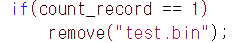 if(count_record == 1)
remove("test.bin");